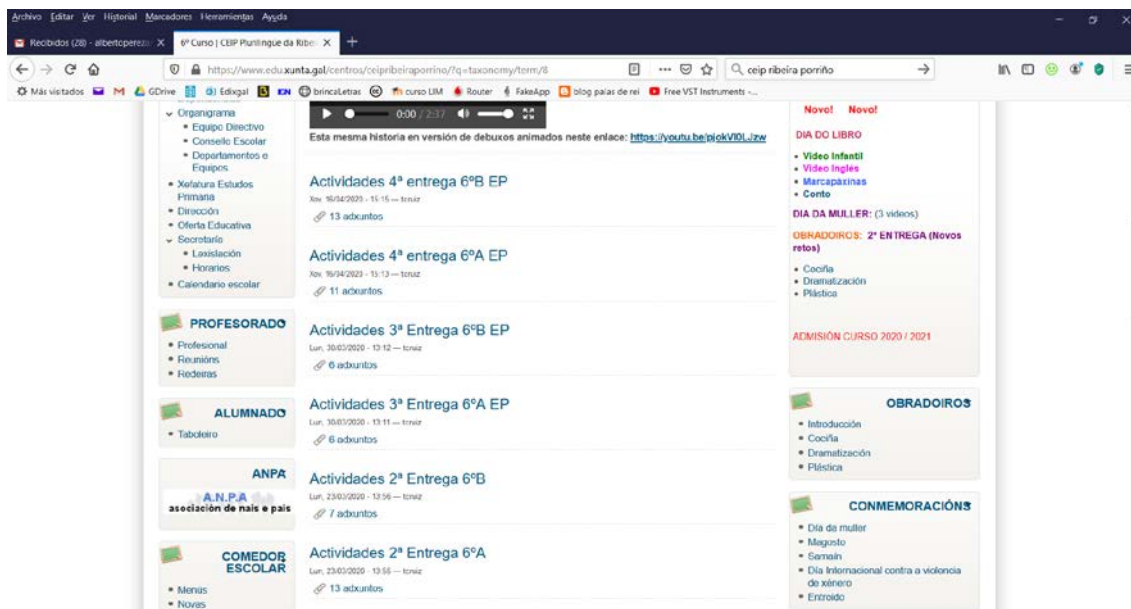 Archivo Editar Ver Historial Marcadores Herramientas Ayuda
Recibidos (28) - albertopereza
6º Curso | CEIP Plurilingüe da Ribe
https://www.edu.xunta.gal/centros/ceipribeiraporrino/?q=taxonomy/term/8
ceip ribeira porriño
Más visitados
GDrive
Edixgal
brincaLetras
curso LIM
Router
FakeApp
blog palas de rei
Free VST Instruments -...
Organigrama
Equipo Directivo
Consello Escolar
Departamentos e
Equipos
Xefatura Estudos
Primaria
Dirección
Oferta Educativa
Secretaría
Lexislación
Horarios
Calendario escolar
PROFESORADO
Profesional
Reunións
Redeiras
ALUMNADO
Taboleiro
ANPA
A.N.P.A
asociación de nais e pais
COMEDOR
ESCOLAR
Menús
Novas
0:00 / 2:37
Esta mesma historia en versión de debuxos animados neste enlace: https://youtu.be/pjokVI0LJzw
Actividades 4ª entrega 6ºB EP
Xov, 16/04/2020 - 15:15 —
13 adxuntos
Actividades 4ª entrega 6ºA EP
Xov, 16/04/2020 - 15:13 —
11 adxuntos
Actividades 3ª Entrega 6ºB EP
Lun, 30/03/2020 - 13:12 —
6 adxuntos
Actividades 3ª Entrega 6ºA EP
Lun, 30/03/2020 - 13:11 —
6 adxuntos
Actividades 2ª Entrega 6ºB
Lun, 23/03/2020 - 13:56 —
7 adxuntos
Actividades 2ª Entrega 6ºA
Lun, 23/03/2020 - 13:55 —
13 adxuntos
Novo! Novo!
DIA DO LIBRO
Video Infantil
Video Inglés
Marcapáxinas
Conto
DIA DA MULLER: (3 videos)
OBRADOIROS: 2ª ENTREGA (Novos
retos)
Cociña
Dramatización
Plástica
ADMISIÓN CURSO 2020 / 2021
OBRADOIROS
Introducción
Cociña
Dramatización
Plástica
CONMEMORACIÓNS
Día da muller
Magosto
Samaín
Día Internacional contra a violencia
de xénero
Entroido